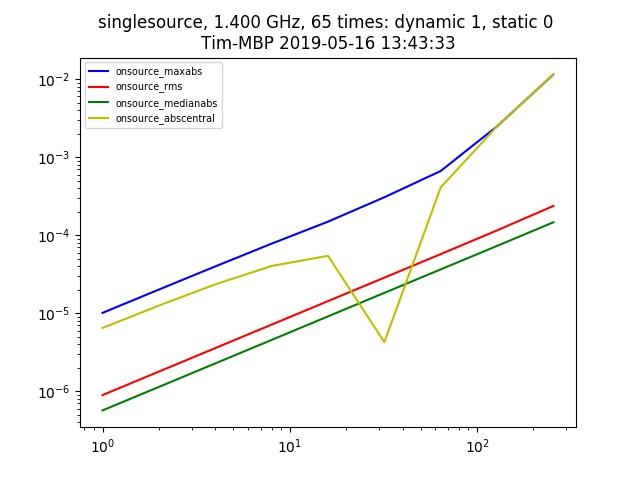 singlesource, 1.400 GHz, 65 times: dynamic 1, static 0
Tim-MBP 2019-05-16 13:43:33
onsource_maxabs
onsource_rms
onsource_medianabs
onsource_abscentral
10⁻²
10⁻³
10⁻⁴
10⁻⁵
10⁻⁶
10⁰ 10¹ 10²